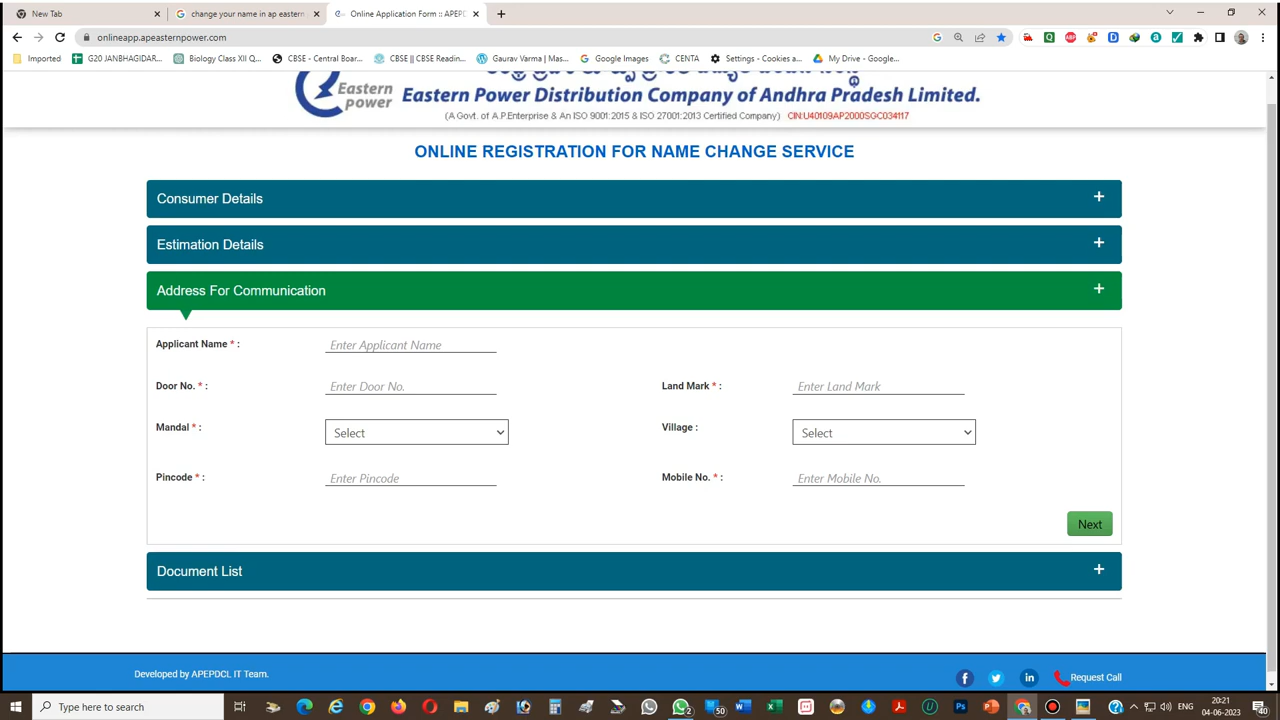 New Tab
change your name in ap eastern
Online Application Form :: APEPD
onlineapp.apeasternpower.com
Imported
G20 JANBHAGIDAR...
Biology Class XII Q...
CBSE - Central Boar...
CBSE || CBSE Readin...
Gaurav Varma | Mas...
Google Images
CENTA
Settings - Cookies a...
My Drive - Google...
Eastern
power
Eastern Power Distribution Company of Andhra Pradesh Limited.
(A Govt. of A.P.Enterprise & An ISO 9001:2015 & ISO 27001:2013 Certified Company) CIN:U40109AP2000SGC034117
ONLINE REGISTRATION FOR NAME CHANGE SERVICE
Consumer Details +
Estimation Details +
Address For Communication +
Applicant Name * : Enter Applicant Name
Door No. * : Enter Door No. Land Mark * : Enter Land Mark
Mandal * : Select Village : Select
Pincode * : Enter Pincode Mobile No. * : Enter Mobile No.
Next
Document List +
Developed by APEPDCL IT Team. Request Call
Type here to search
2
50
ENG
20:21
04-06-2023
40